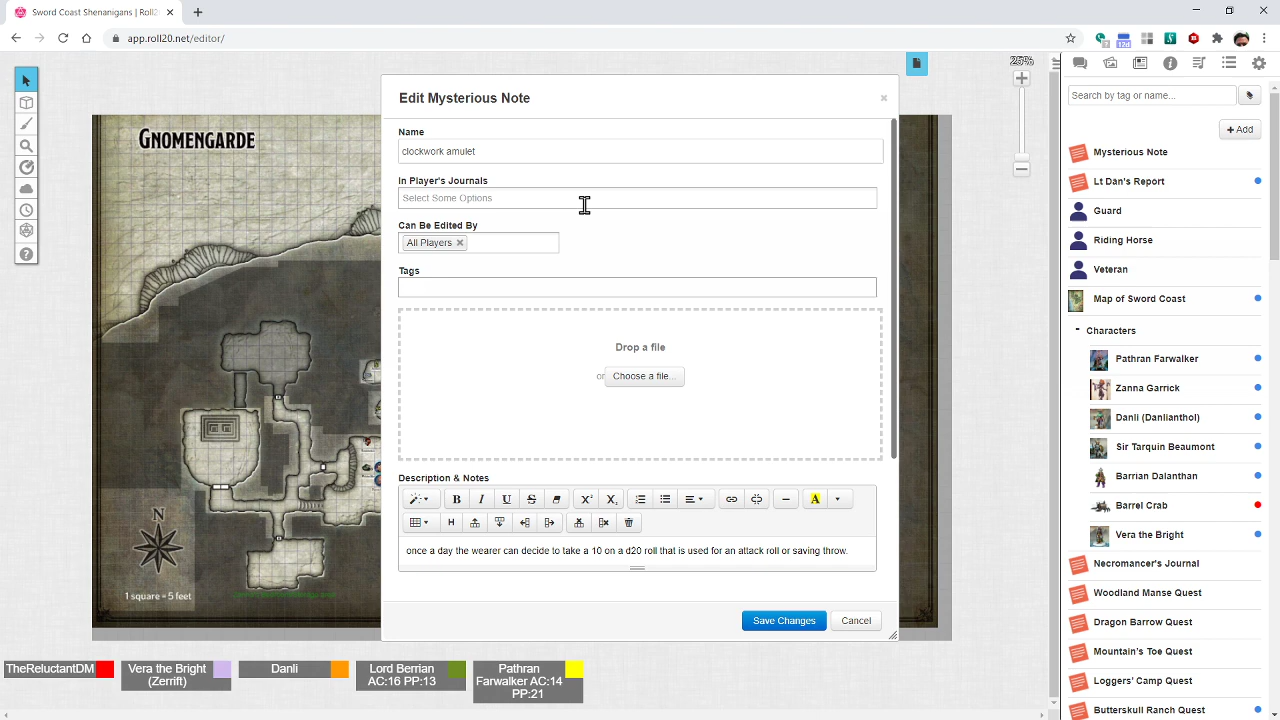 Sword Coast Shenanigans | Roll2
app.roll20.net/editor/
25%
Edit Mysterious Note
Name
clockwork amulet
In Player's Journals
Select Some Options
Can Be Edited By
All Players
Tags
Drop a file
or Choose a file...
Description & Notes
once a day the wearer can decide to take a 10 on a d20 roll that is used for an attack roll or saving throw.
Save Changes
Cancel
GNOMENGARDE
N
1 square = 5 feet
Search by tag or name...
+ Add
Mysterious Note
Lt Dan's Report
Guard
Riding Horse
Veteran
Map of Sword Coast
Characters
Pathran Farwalker
Zanna Garrick
Danli (Danlianthol)
Sir Tarquin Beaumont
Barrian Dalanthan
Barrel Crab
Vera the Bright
Necromancer's Journal
Woodland Manse Quest
Dragon Barrow Quest
Mountain's Toe Quest
Loggers' Camp Quest
Butterskull Ranch Quest
TheReluctantDM
Vera the Bright
(Zerrift)
Danli
Lord Berrian
AC:16 PP:13
Pathran
Farwalker AC:14
PP:21